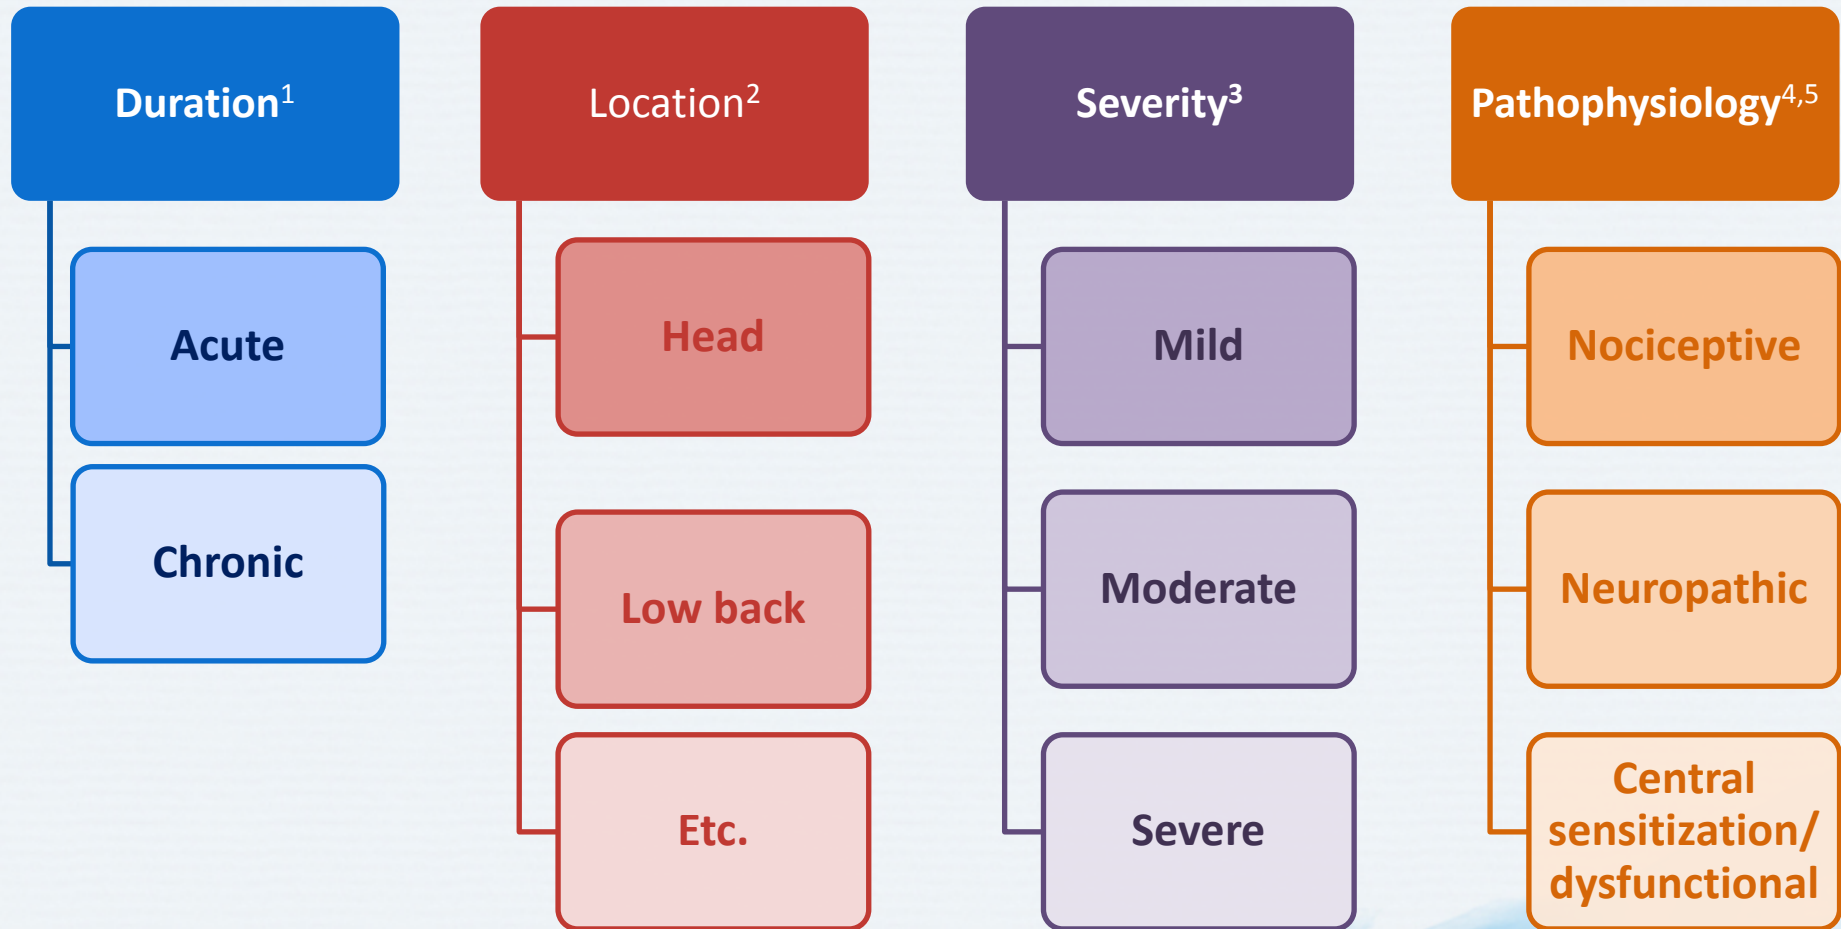 Duration¹
Acute
Chronic
Location²
Head
Low back
Etc.
Severity³
Mild
Moderate
Severe
Pathophysiology⁴,⁵
Nociceptive
Neuropathic
Central
sensitization/
dysfunctional